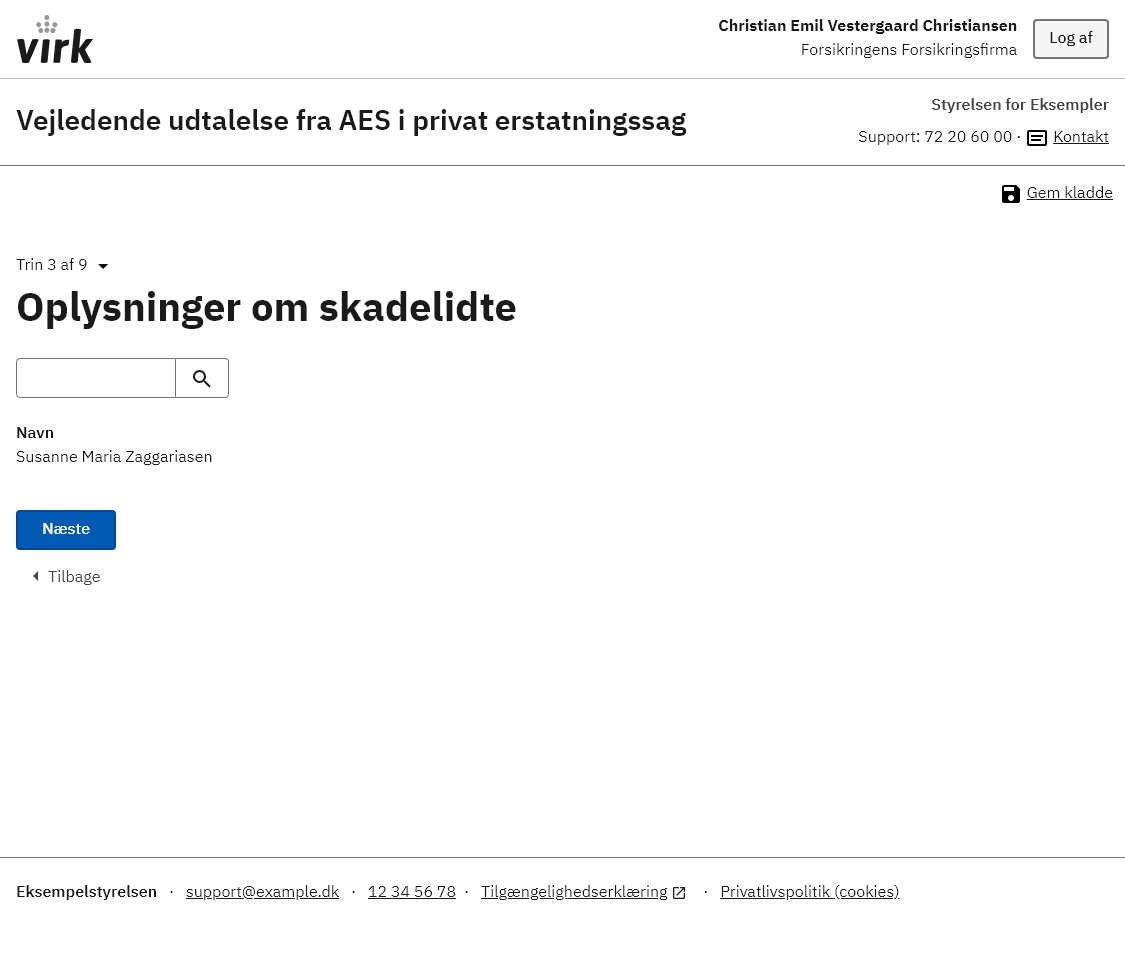 virk
Christian Emil Vestergaard Christiansen
Forsikringens Forsikringsfirma
Log af
Vejledende udtalelse fra AES i privat erstatningssag
Styrelsen for Eksempler
Support: 72 20 60 00 · Kontakt
Gem kladde
Trin 3 af 9
Oplysninger om skadelidte
Navn
Susanne Maria Zaggariasen
Næste
Tilbage
Eksempelstyrelsen · support@example.dk · 12 34 56 78 · Tilgængelighedserklæring · Privatlivspolitik (cookies)